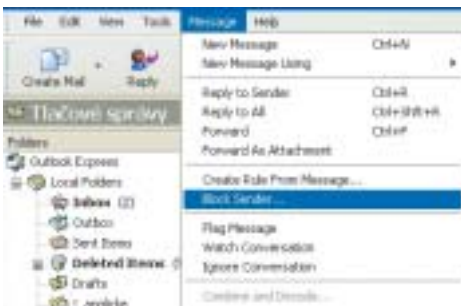 File Edit View Tools Message Help
Create Mail Reply
Tlačové správy
Folders
Outlook Express
Local Folders
Inbox (2)
Outbox
Sent Items
Deleted Items
Drafts
New Message Ctrl+N
New Message Using
Reply to Sender Ctrl+R
Reply to All Ctrl+Shift+R
Forward Ctrl+F
Forward As Attachment
Create Rule From Message...
Block Sender...
Flag Message
Watch Conversation
Ignore Conversation
Combine and Decode...